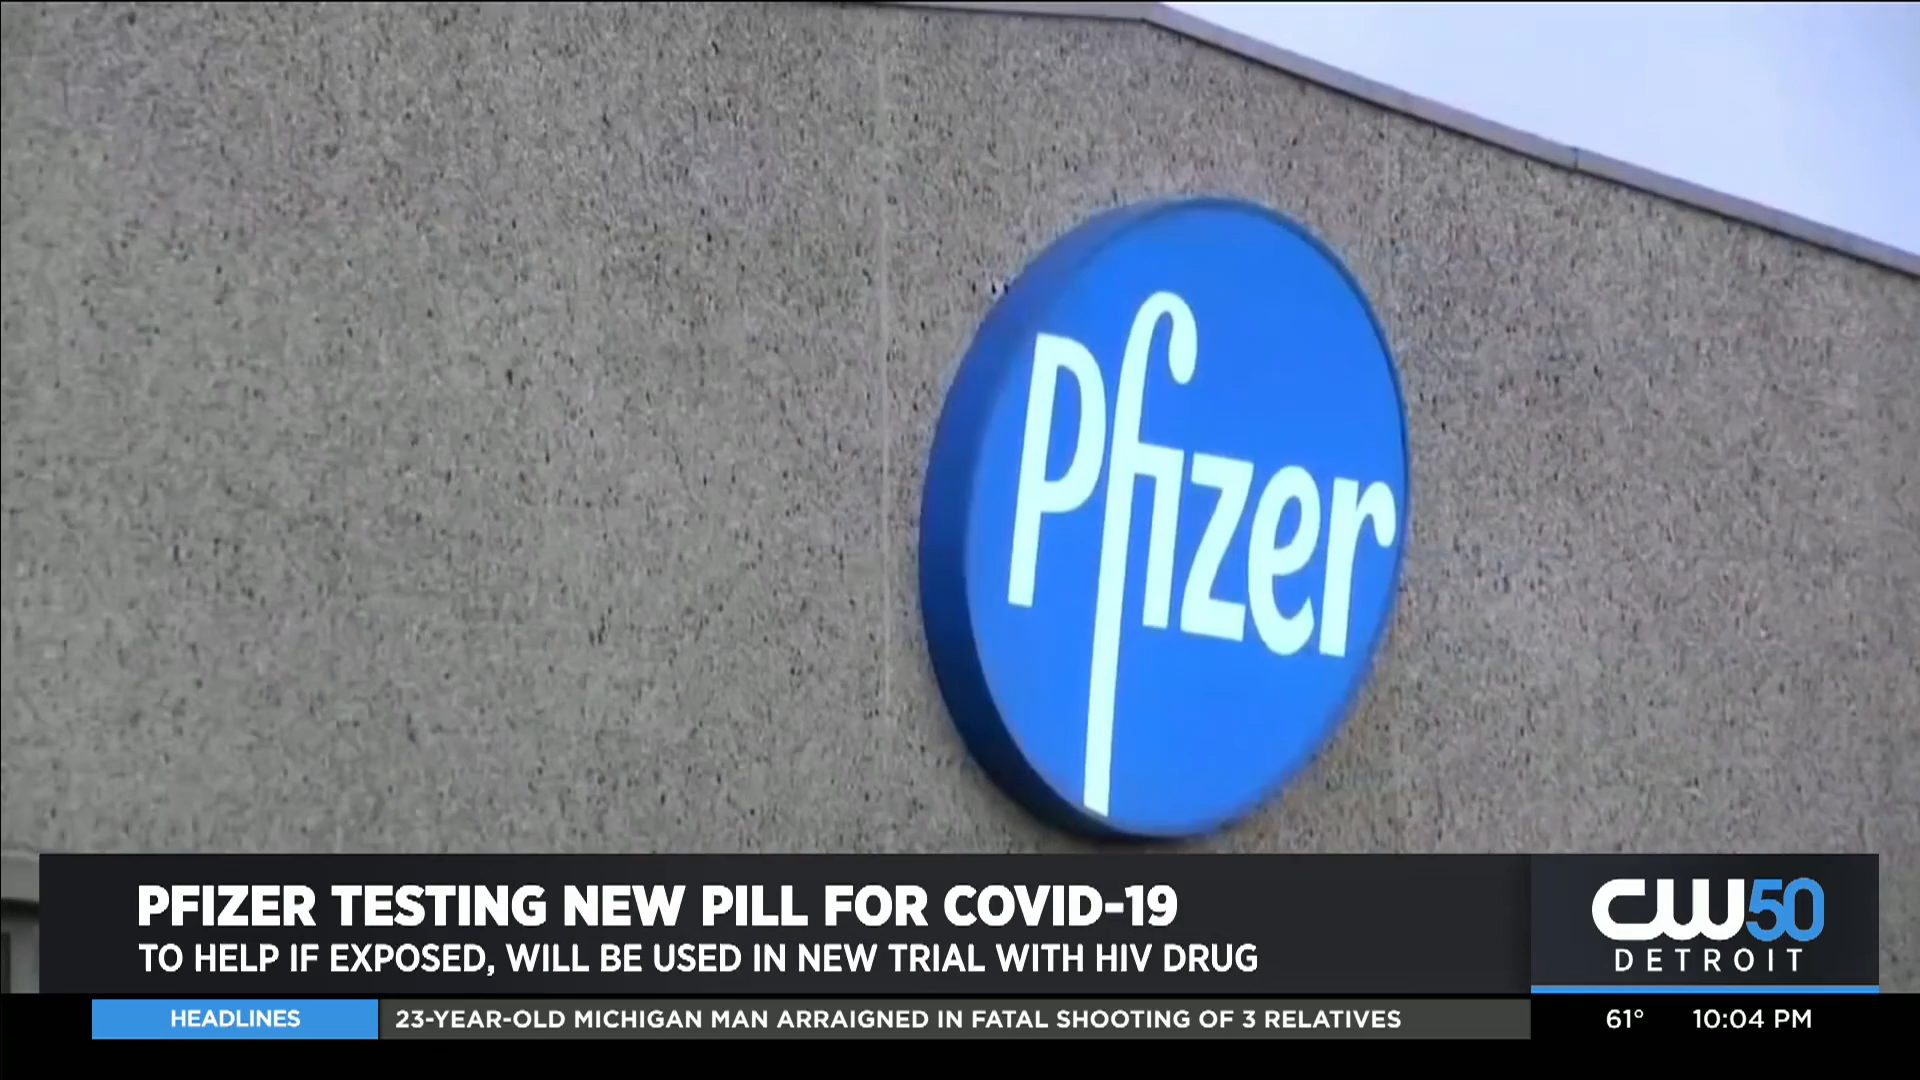 Pfizer
PFIZER TESTING NEW PILL FOR COVID-19
TO HELP IF EXPOSED, WILL BE USED IN NEW TRIAL WITH HIV DRUG
CW50
DETROIT
HEADLINES
23-YEAR-OLD MICHIGAN MAN ARRAIGNED IN FATAL SHOOTING OF 3 RELATIVES
61° 10:04 PM